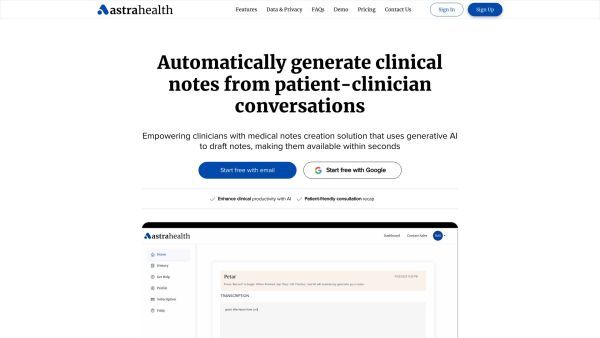 astrahealth
Features Data & Privacy FAQs Demo Pricing Contact Us Sign In Sign Up
Automatically generate clinical
notes from patient-clinician
conversations
Empowering clinicians with medical notes creation solution that uses generative AI
to draft notes, making them available within seconds
Start free with email
Start free with Google
Enhance clinical productivity with AI
Patient-friendly consultation recap
astrahealth
Dashboard
Contact Sales
Home
History
Get Help
Profile
Subscription
FAQs
Petar
TRANSCRIPTION